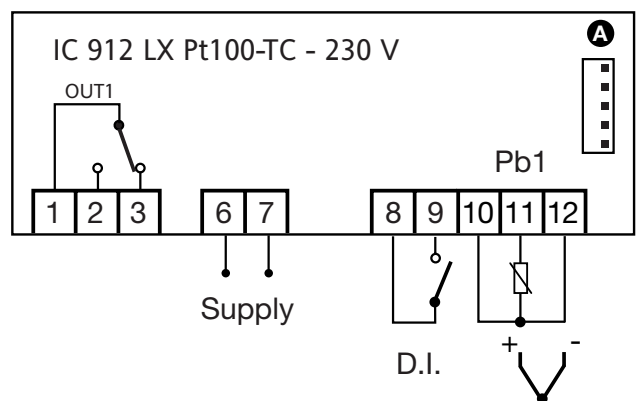 IC 912 LX Pt100-TC - 230 V
A
OUT1
Pb1
1 2 3 6 7 8 9 10 11 12
Supply
D.I.
+ -